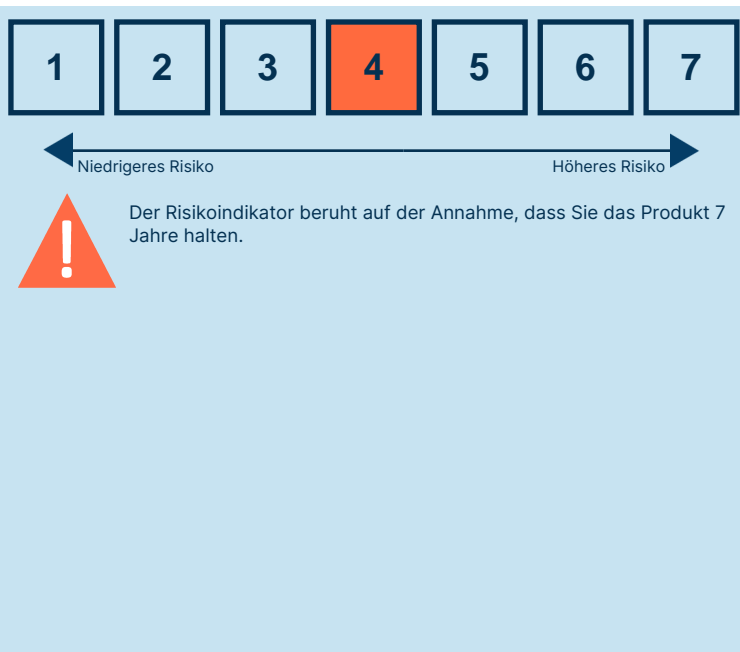 1 2 3 4 5 6 7
Niedrigeres Risiko Höheres Risiko
Der Risikoindikator beruht auf der Annahme, dass Sie das Produkt 7
Jahre halten.